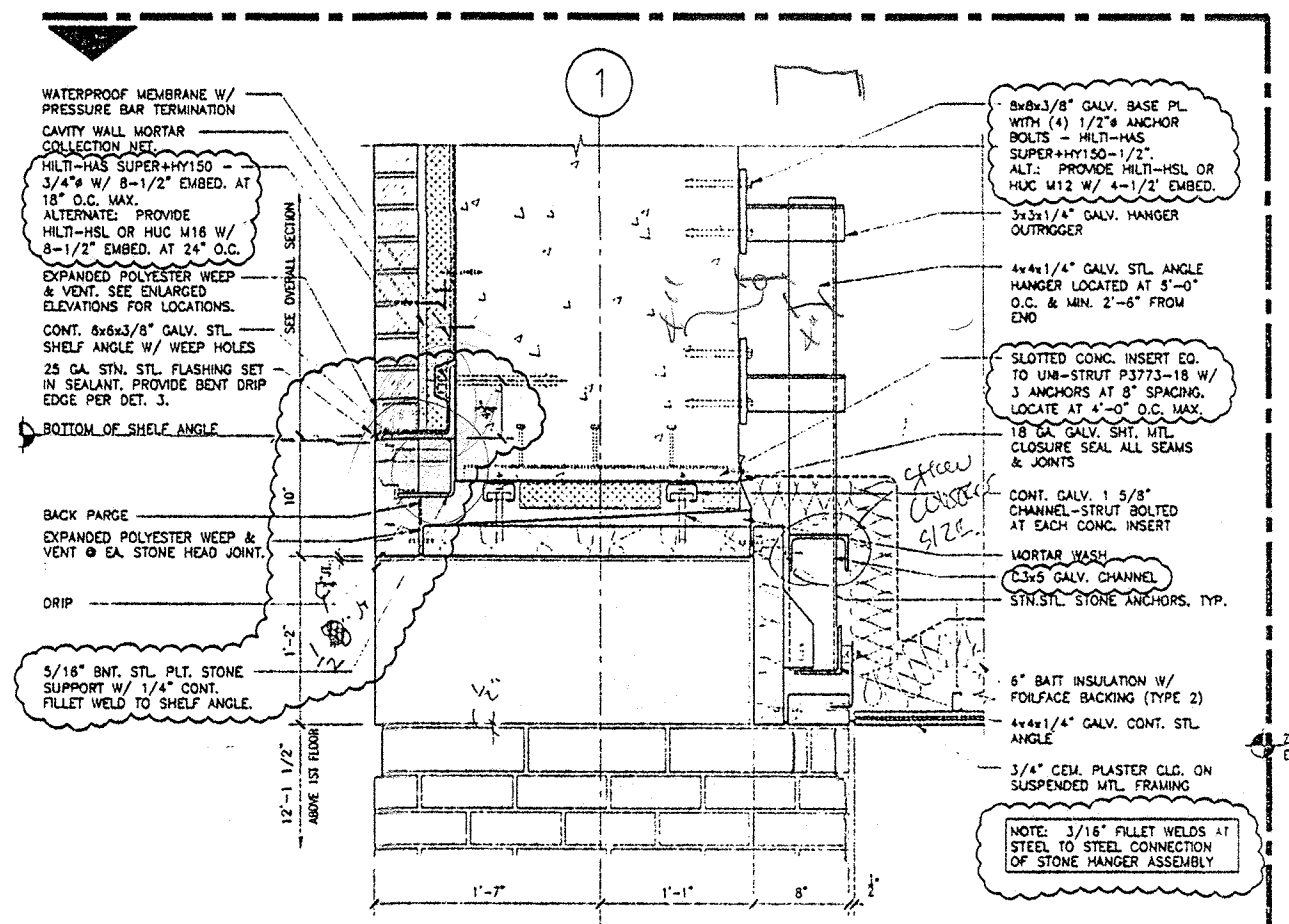 1
WATERPROOF MEMBRANE W/
PRESSURE BAR TERMINATION
CAVITY WALL MORTAR
COLLECTION NET.
HILTI-HAS SUPER+HY150 -
3/4"ø W/ 8-1/2" EMBED. AT
18" O.C. MAX.
ALTERNATE: PROVIDE
HILTI-HSL OR HUC M16 W/
8-1/2" EMBED. AT 24" O.C.
EXPANDED POLYESTER WEEP
& VENT. SEE ENLARGED
ELEVATIONS FOR LOCATIONS.
CONT. 6x6x3/8" GALV. STL.
SHELF ANGLE W/ WEEP HOLES
25 GA. STN. STL. FLASHING SET
IN SEALANT. PROVIDE BENT DRIP
EDGE PER DET. 3.
BOTTOM OF SHELF ANGLE
BACK PARGE
EXPANDED POLYESTER WEEP &
VENT @ EA. STONE HEAD JOINT.
DRIP
5/16" BNT. STL. PLT. STONE
SUPPORT W/ 1/4" CONT.
FILLET WELD TO SHELF ANGLE.
SEE OVERALL SECTION
10"
1'-2"
12'-1 1/2"
ABOVE 1ST FLOOR
1/2"
8x8x3/8" GALV. BASE PL.
WITH (4) 1/2"ø ANCHOR
BOLTS - HILTI-HAS
SUPER+HY150-1/2".
ALT.: PROVIDE HILTI-HSL OR
HUC M12 W/ 4-1/2' EMBED.
3x3x1/4" GALV. HANGER
OUTRIGGER
4x4x1/4" GALV. STL. ANGLE
HANGER LOCATED AT 5'-0"
O.C. & MIN. 2'-6" FROM
END
SLOTTED CONC. INSERT EQ.
TO UNI-STRUT P3773-18 W/
3 ANCHORS AT 8" SPACING.
LOCATE AT 4'-0" O.C. MAX.
18 GA. GALV. SHT. MTL.
CLOSURE SEAL ALL SEAMS
& JOINTS
CONT. GALV. 1 5/8"
CHANNEL-STRUT BOLTED
AT EACH CONC. INSERT
SIZE.
MORTAR WASH
C3x5 GALV. CHANNEL
STN.STL. STONE ANCHORS, TYP.
6" BATT INSULATION W/
FOILFACE BACKING (TYPE 2)
4x4x1/4" GALV. CONT. STL.
ANGLE
3/4" CEM. PLASTER CLG. ON
SUSPENDED MTL. FRAMING
NOTE: 3/16" FILLET WELDS AT
STEEL TO STEEL CONNECTION
OF STONE HANGER ASSEMBLY
1'-7"
1'-1"
8"
1/2"